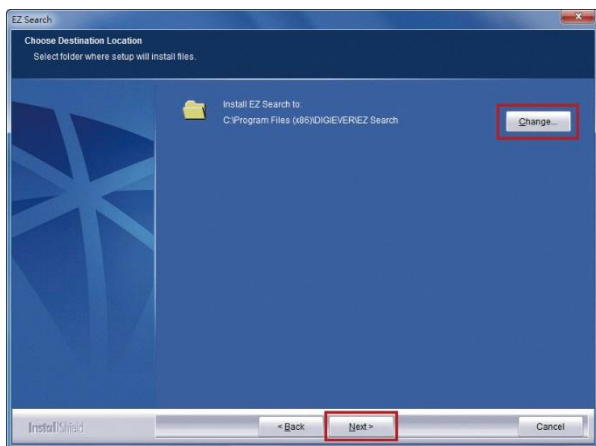 EZ Search
Choose Destination Location
Select folder where setup will install files.
Install EZ Search to:
C:\Program Files (x86)\DIGIEVER\EZ Search
Change...
InstallShield
< Back
Next >
Cancel